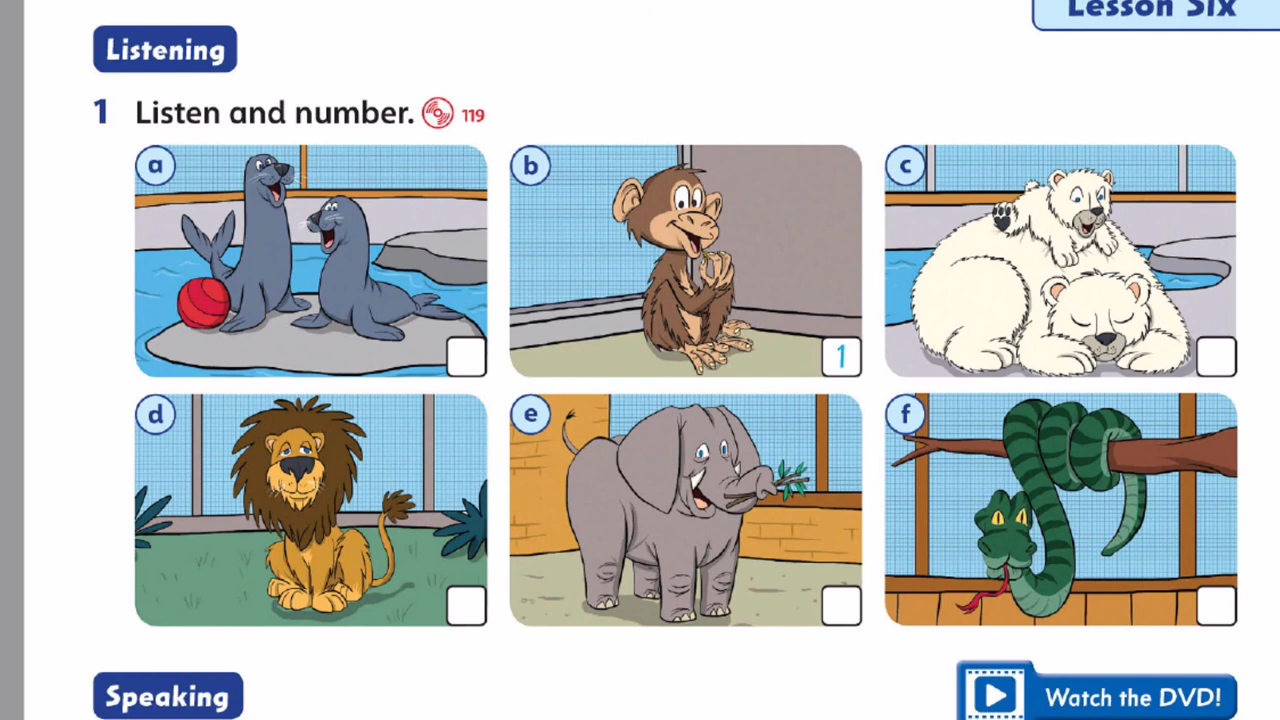 Lesson Six
Listening
1 Listen and number. 119
a
b
c
1
d
e
f
Speaking
Watch the DVD!